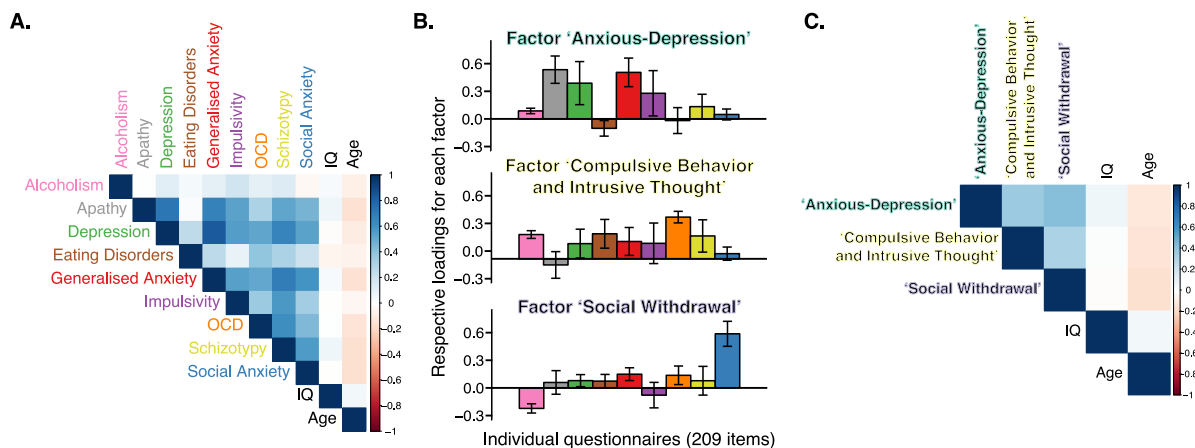 A.
Alcoholism
Apathy
Depression
Eating Disorders
Generalised Anxiety
Impulsivity
OCD
Schizotypy
Social Anxiety
IQ
Age
Alcoholism
Apathy
Depression
Eating Disorders
Generalised Anxiety
Impulsivity
OCD
Schizotypy
Social Anxiety
IQ
Age
1
0.8
0.6
0.4
0.2
0
-0.2
-0.4
-0.6
-0.8
-1
B.
Respective loadings for each factor
Factor ‘Anxious-Depression’
0.6
0.3
0.0
−0.3
Factor ‘Compulsive Behavior
and Intrusive Thought’
0.6
0.3
0.0
−0.3
Factor ‘Social Withdrawal’
0.6
0.3
0.0
−0.3
Individual questionnaires (209 items)
C.
‘Anxious-Depression’
‘Compulsive Behavior
and Intrusive Thought’
‘Social Withdrawal’
IQ
Age
‘Anxious-Depression’
‘Compulsive Behavior
and Intrusive Thought’
‘Social Withdrawal’
IQ
Age
1
0.8
0.6
0.4
0.2
0
-0.2
-0.4
-0.6
-0.8
-1